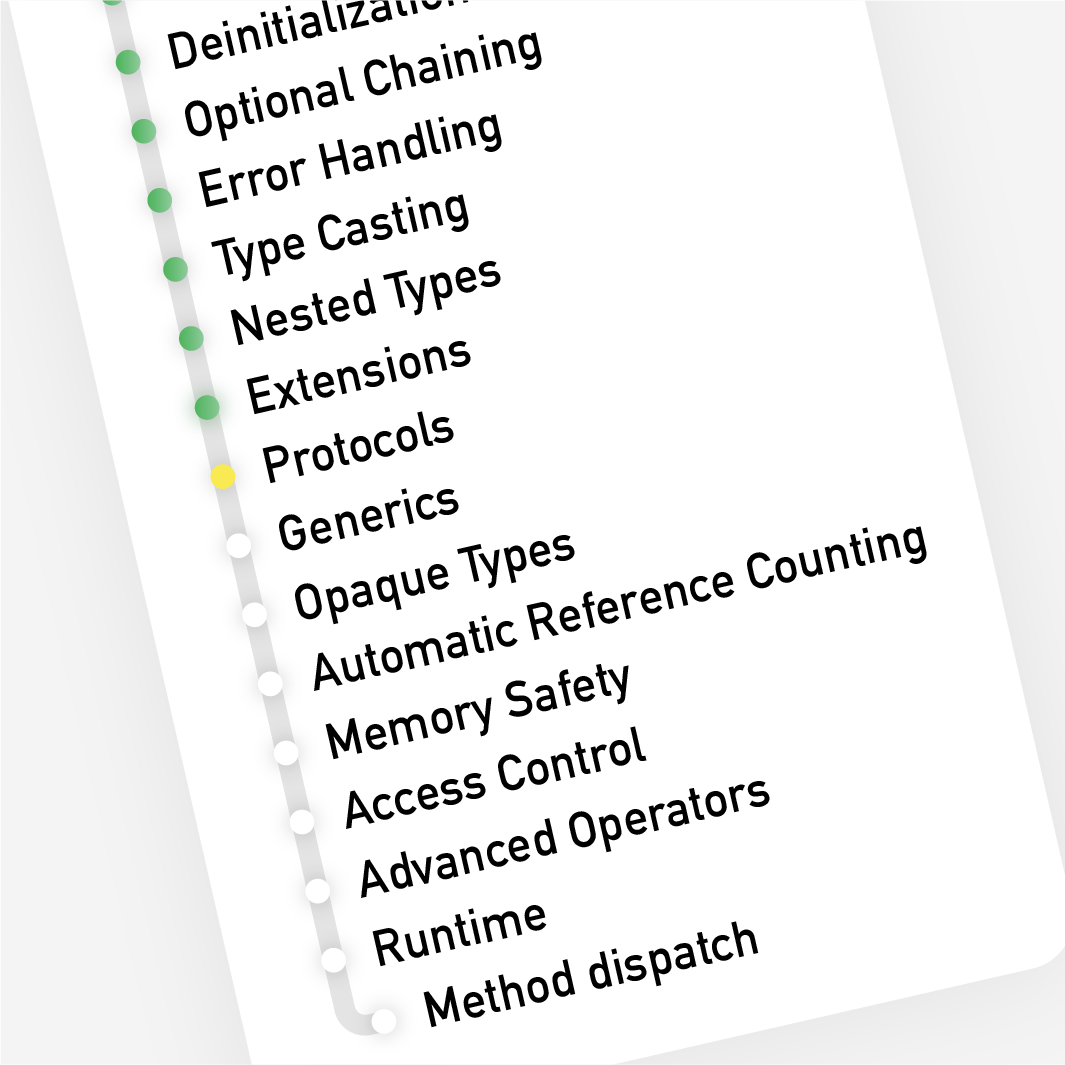 Deinitialization
Optional Chaining
Error Handling
Type Casting
Nested Types
Extensions
Protocols
Generics
Opaque Types
Automatic Reference Counting
Memory Safety
Access Control
Advanced Operators
Runtime
Method dispatch